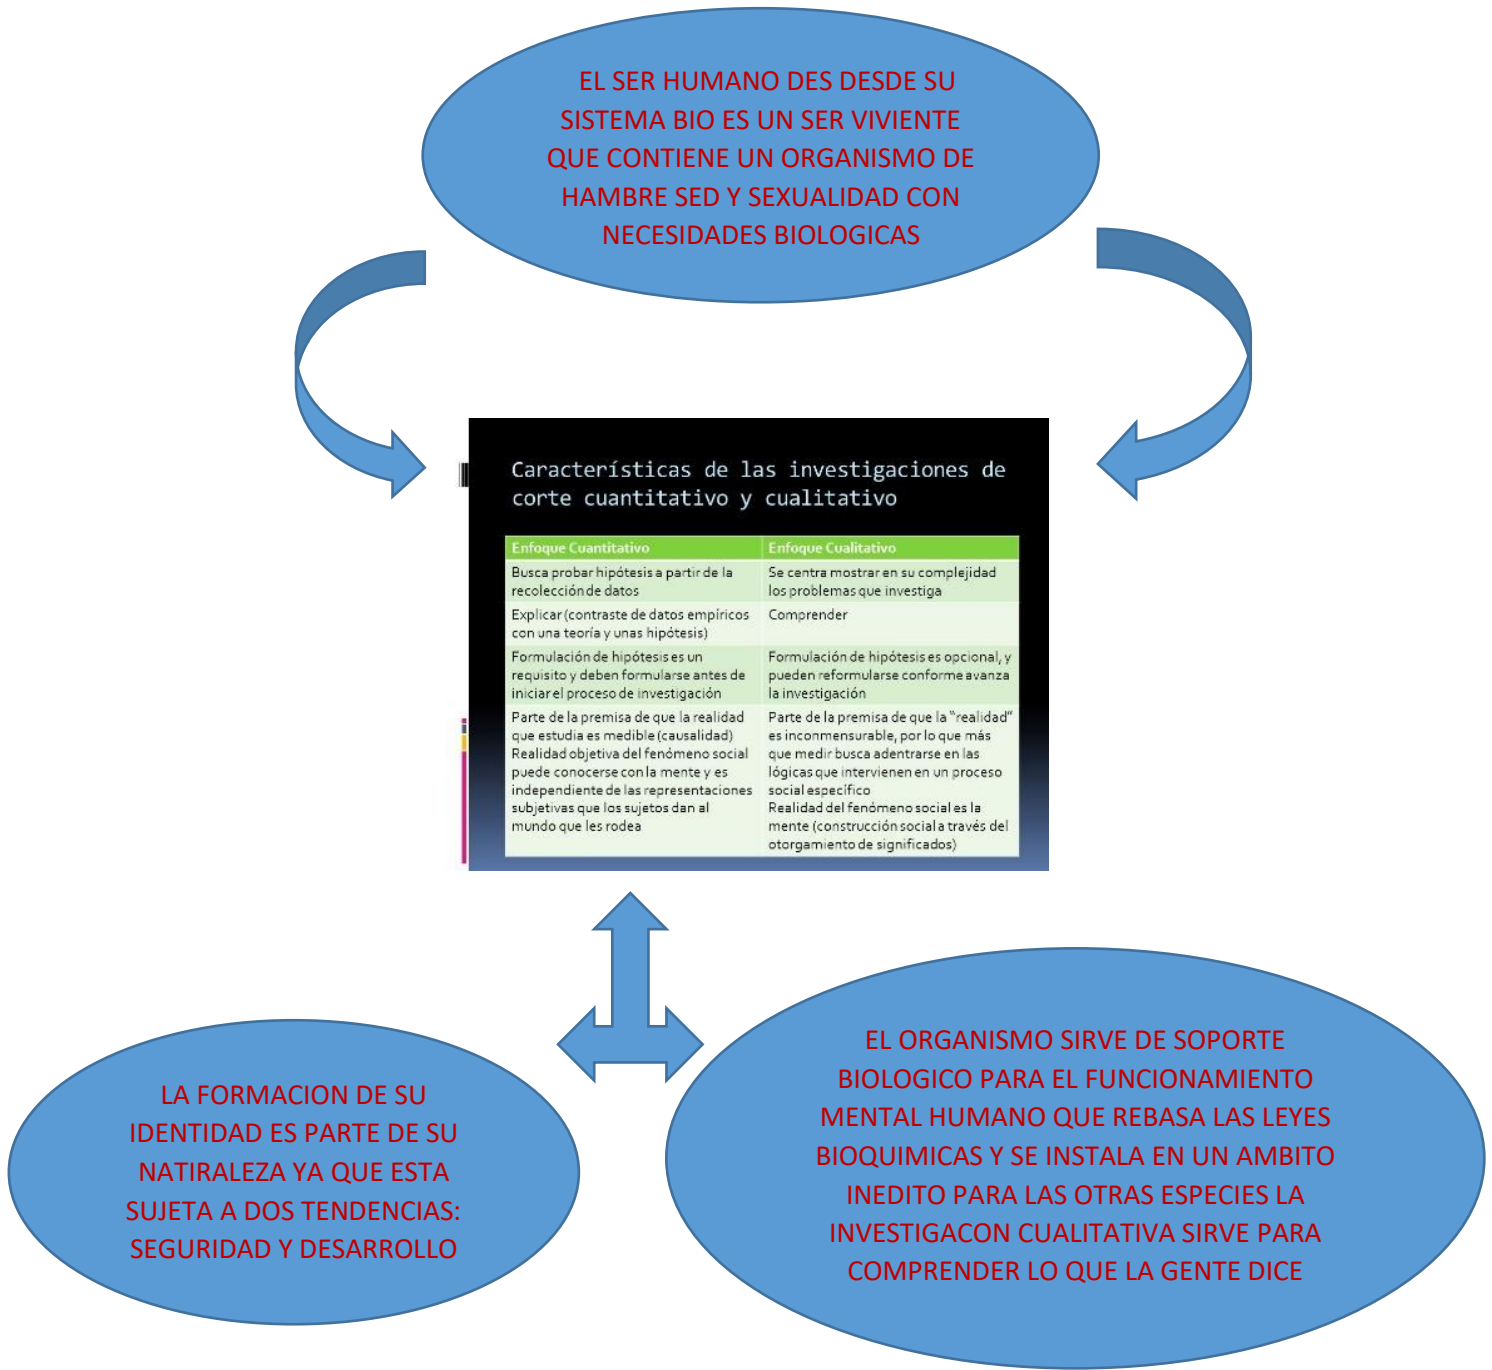 EL SER HUMANO DES DESDE SU
SISTEMA BIO ES UN SER VIVIENTE
QUE CONTIENE UN ORGANISMO DE
HAMBRE SED Y SEXUALIDAD CON
NECESIDADES BIOLOGICAS
Características de las investigaciones de
corte cuantitativo y cualitativo
Enfoque Cuantitativo
Enfoque Cualitativo
Busca probar hipótesis a partir de la
recolección de datos
Se centra mostrar en su complejidad
los problemas que investiga
Explicar (contraste de datos empíricos
con una teoría y unas hipótesis)
Comprender
Formulación de hipótesis es un
requisito y deben formularse antes de
iniciar el proceso de investigación
Formulación de hipótesis es opcional, y
pueden reformularse conforme avanza
la investigación
Parte de la premisa de que la realidad
que estudia es medible (causalidad)
Realidad objetiva del fenómeno social
puede conocerse con la mente y es
independiente de las representaciones
subjetivas que los sujetos dan al
mundo que les rodea
Parte de la premisa de que la "realidad"
es inconmensurable, por lo que más
que medir busca adentrarse en las
lógicas que intervienen en un proceso
social específico
Realidad del fenómeno social es la
mente (construcción social a través del
otorgamiento de significados)
LA FORMACION DE SU
IDENTIDAD ES PARTE DE SU
NATIRALEZA YA QUE ESTA
SUJETA A DOS TENDENCIAS:
SEGURIDAD Y DESARROLLO
EL ORGANISMO SIRVE DE SOPORTE
BIOLOGICO PARA EL FUNCIONAMIENTO
MENTAL HUMANO QUE REBASA LAS LEYES
BIOQUIMICAS Y SE INSTALA EN UN AMBITO
INEDITO PARA LAS OTRAS ESPECIES LA
INVESTIGACON CUALITATIVA SIRVE PARA
COMPRENDER LO QUE LA GENTE DICE